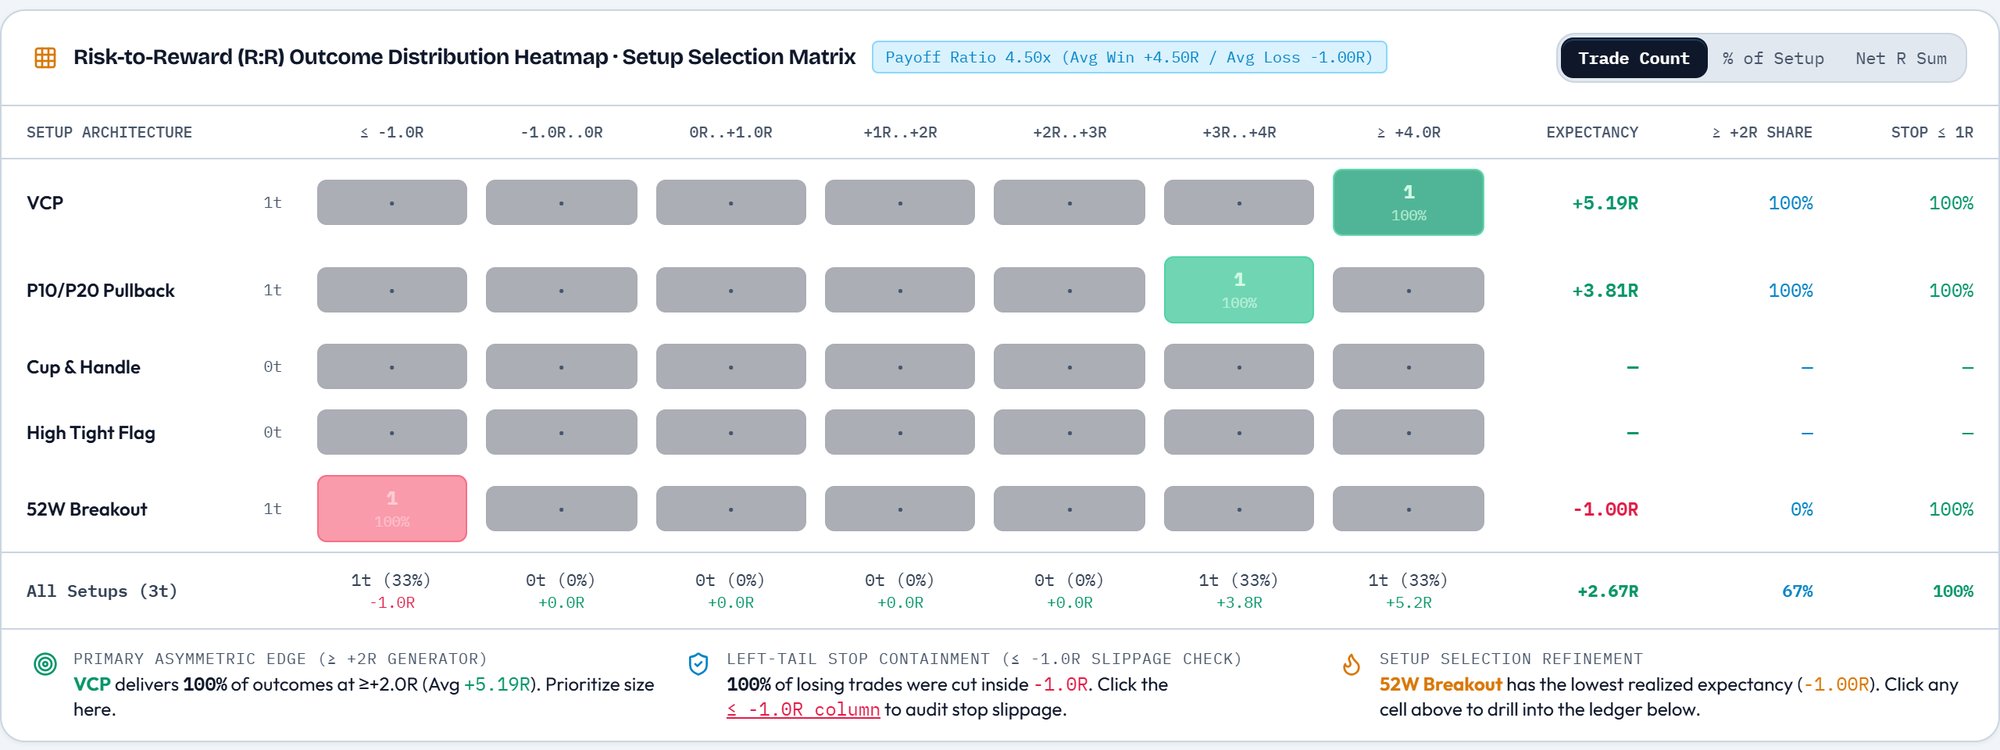 Risk-to-Reward (R:R) Outcome Distribution Heatmap · Setup Selection Matrix
Payoff Ratio 4.50x (Avg Win +4.50R / Avg Loss -1.00R)
Trade Count % of Setup Net R Sum
SETUP ARCHITECTURE ≤ -1.0R -1.0R..0R 0R..+1.0R +1R..+2R +2R..+3R +3R..+4R ≥ +4.0R EXPECTANCY ≥ +2R SHARE STOP ≤ 1R
VCP 1t • • • • • • 1 +5.19R 100% 100%
100%
P10/P20 Pullback 1t • • • • • 1 • +3.81R 100% 100%
100%
Cup & Handle 0t • • • • • • • — — —
High Tight Flag 0t • • • • • • • — — —
52W Breakout 1t 1 • • • • • • -1.00R 0% 100%
100%
All Setups (3t) 1t (33%) 0t (0%) 0t (0%) 0t (0%) 0t (0%) 1t (33%) 1t (33%) +2.67R 67% 100%
-1.0R +0.0R +0.0R +0.0R +0.0R +3.8R +5.2R
PRIMARY ASYMMETRIC EDGE (≥ +2R GENERATOR)
VCP delivers 100% of outcomes at ≥+2.0R (Avg +5.19R). Prioritize size
here.
LEFT-TAIL STOP CONTAINMENT (≤ -1.0R SLIPPAGE CHECK)
100% of losing trades were cut inside -1.0R. Click the
≤ -1.0R column to audit stop slippage.
SETUP SELECTION REFINEMENT
52W Breakout has the lowest realized expectancy (-1.00R). Click any
cell above to drill into the ledger below.